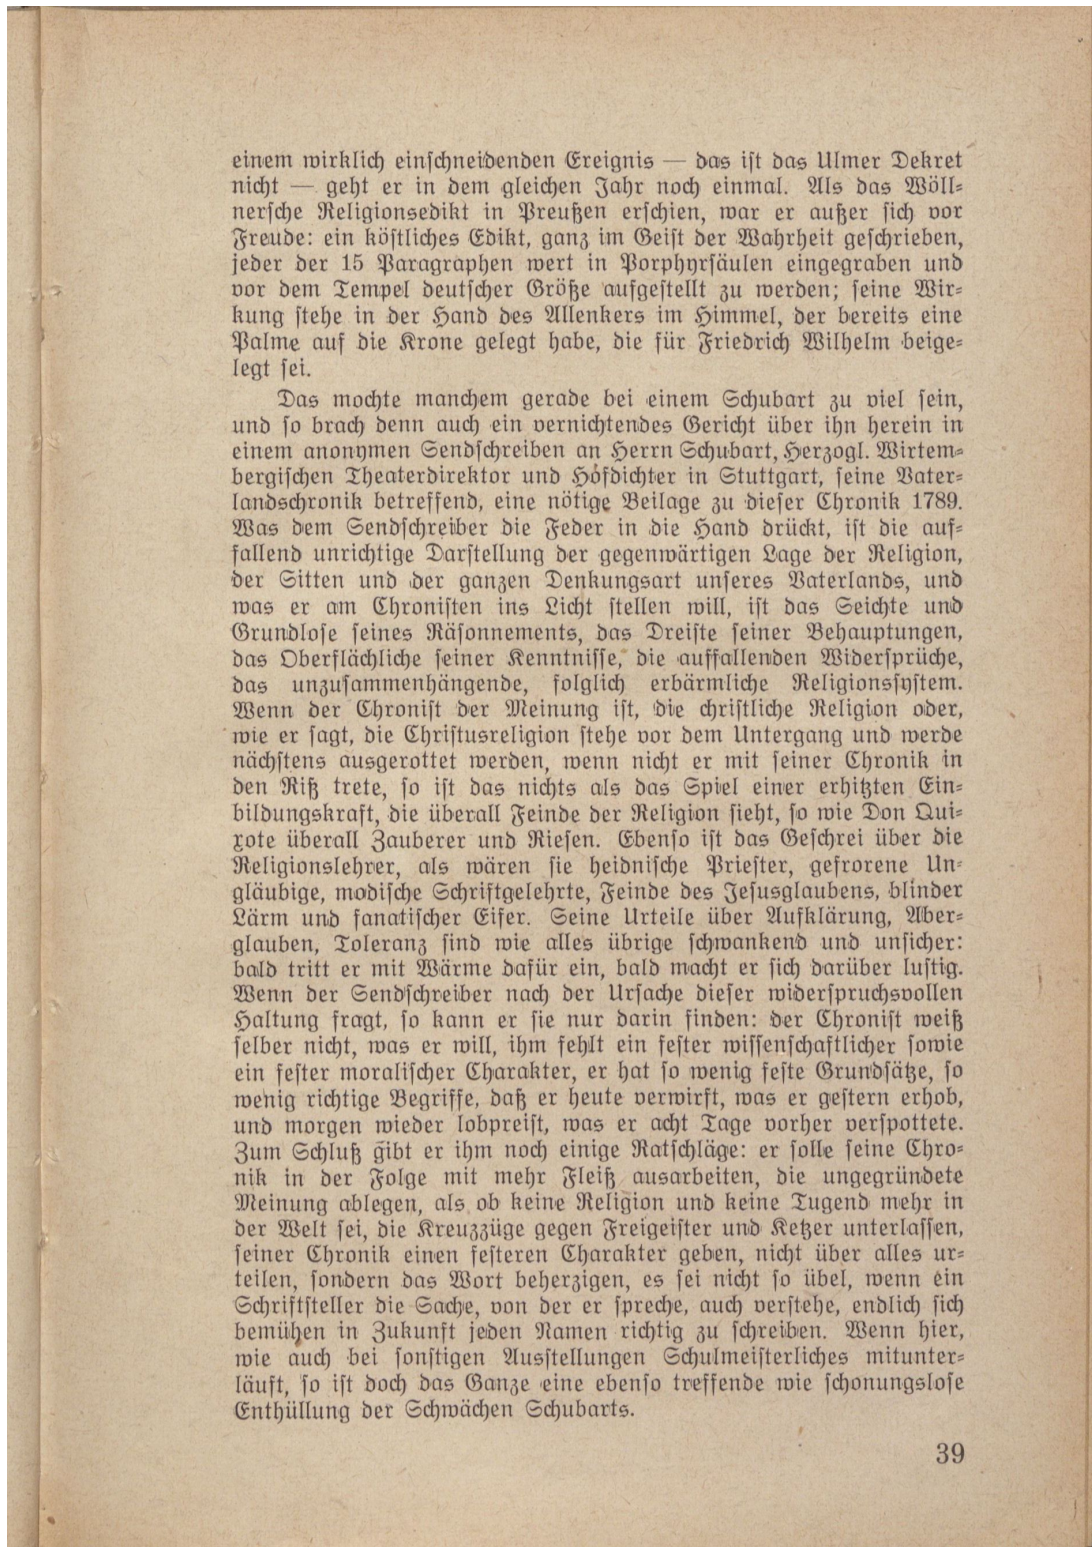 einem wirklich einschneidenden Ereignis — das ist das Ulmer Dekret
nicht — geht er in dem gleichen Jahr noch einmal. Als das Wöll-
nersche Religionsedikt in Preußen erschien, war er außer sich vor
Freude: ein köstliches Edikt, ganz im Geist der Wahrheit geschrieben,
jeder der 15 Paragraphen wert in Porphyrsäulen eingegraben und
vor dem Tempel deutscher Größe aufgestellt zu werden; seine Wir-
kung stehe in der Hand des Allenkers im Himmel, der bereits eine
Palme auf die Krone gelegt habe, die für Friedrich Wilhelm beige-
legt sei.
Das mochte manchem gerade bei einem Schubart zu viel sein,
und so brach denn auch ein vernichtendes Gericht über ihn herein in
einem anonymen Sendschreiben an Herrn Schubart, Herzogl. Wirtem-
bergischen Theaterdirektor und Hofdichter in Stuttgart, seine Vater-
landschronik betreffend, eine nötige Beilage zu dieser Chronik 1789.
Was dem Sendschreiber die Feder in die Hand drückt, ist die auf-
fallend unrichtige Darstellung der gegenwärtigen Lage der Religion,
der Sitten und der ganzen Denkungsart unseres Vaterlands, und
was er am Chronisten ins Licht stellen will, ist das Seichte und
Grundlose seines Räsonnements, das Dreiste seiner Behauptungen,
das Oberflächliche seiner Kenntnisse, die auffallenden Widersprüche,
das unzusammenhängende, folglich erbärmliche Religionssystem.
Wenn der Chronist der Meinung ist, die christliche Religion oder,
wie er sagt, die Christusreligion stehe vor dem Untergang und werde
nächstens ausgerottet werden, wenn nicht er mit seiner Chronik in
den Riß trete, so ist das nichts als das Spiel einer erhitzten Ein-
bildungskraft, die überall Feinde der Religion sieht, so wie Don Qui-
xote überall Zauberer und Riesen. Ebenso ist das Geschrei über die
Religionslehrer, als wären sie heidnische Priester, gefrorene Un-
gläubige, modische Schriftgelehrte, Feinde des Jesusglaubens, blinder
Lärm und fanatischer Eifer. Seine Urteile über Aufklärung, Aber-
glauben, Toleranz sind wie alles übrige schwankend und unsicher:
bald tritt er mit Wärme dafür ein, bald macht er sich darüber lustig.
Wenn der Sendschreiber nach der Ursache dieser widerspruchsvollen
Haltung fragt, so kann er sie nur darin finden: der Chronist weiß
selber nicht, was er will, ihm fehlt ein fester wissenschaftlicher sowie
ein fester moralischer Charakter, er hat so wenig feste Grundsätze, so
wenig richtige Begriffe, daß er heute verwirft, was er gestern erhob,
und morgen wieder lobpreist, was er acht Tage vorher verspottete.
Zum Schluß gibt er ihm noch einige Ratschläge: er solle seine Chro-
nik in der Folge mit mehr Fleiß ausarbeiten, die ungegründete
Meinung ablegen, als ob keine Religion und keine Tugend mehr in
der Welt sei, die Kreuzzüge gegen Freigeister und Ketzer unterlassen,
seiner Chronik einen festeren Charakter geben, nicht über alles ur-
teilen, sondern das Wort beherzigen, es sei nicht so übel, wenn ein
Schriftsteller die Sache, von der er spreche, auch verstehe, endlich sich
bemühen in Zukunft jeden Namen richtig zu schreiben. Wenn hier,
wie auch bei sonstigen Ausstellungen Schulmeisterliches mitunter-
läuft, so ist doch das Ganze eine ebenso treffende wie schonungslose
Enthüllung der Schwächen Schubarts.
39